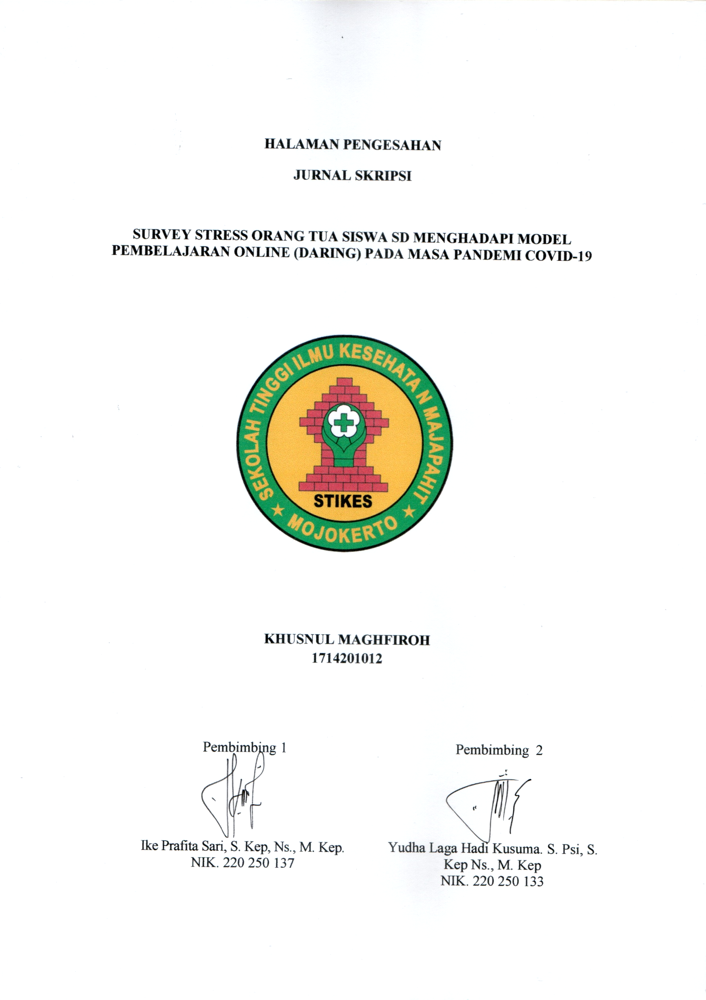 HALAMAN PENGESAHAN
JURNAL SKRIPSI
SURVEY STRESS ORANG TUA SISWA SD MENGHADAPI MODEL
PEMBELAJARAN ONLINE (DARING) PADA MASA PANDEMI COVID-19
SEKOLAH TINGGI ILMU KESEHATA N MAJAPAHIT
STIKES
MOJOKERTO
KHUSNUL MAGHFIROH
1714201012
Pembimbing 1
Pembimbing 2
Ike Prafita Sari, S. Kep, Ns., M. Kep.
NIK. 220 250 137
Yudha Laga Hadi Kusuma. S. Psi, S.
Kep Ns., M. Kep
NIK. 220 250 133